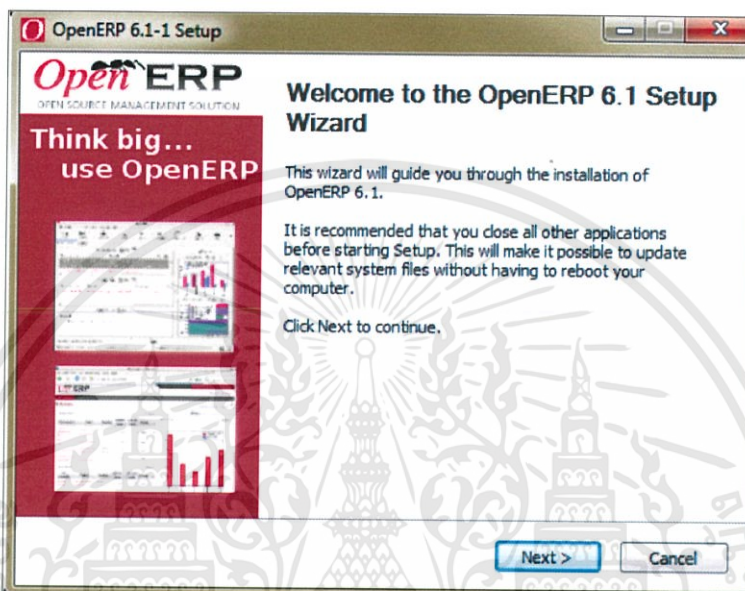 OpenERP 6.1-1 Setup
Open ERP
OPEN SOURCE MANAGEMENT SOLUTION
Think big...
use OpenERP
Welcome to the OpenERP 6.1 Setup
Wizard
This wizard will guide you through the installation of
OpenERP 6.1.
It is recommended that you close all other applications
before starting Setup. This will make it possible to update
relevant system files without having to reboot your
computer.
Click Next to continue.
Next >
Cancel